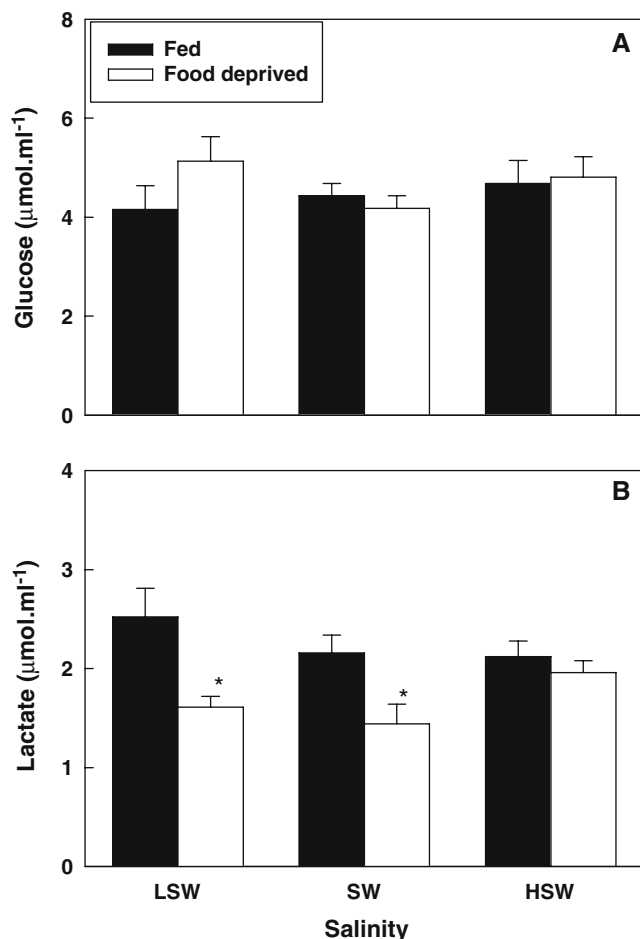 8
A
Fed
Food deprived
6
4
2
0
Glucose (μmol.ml⁻¹)
4
B
3
*
*
2
1
0
Lactate (μmol.ml⁻¹)
LSW SW HSW
Salinity